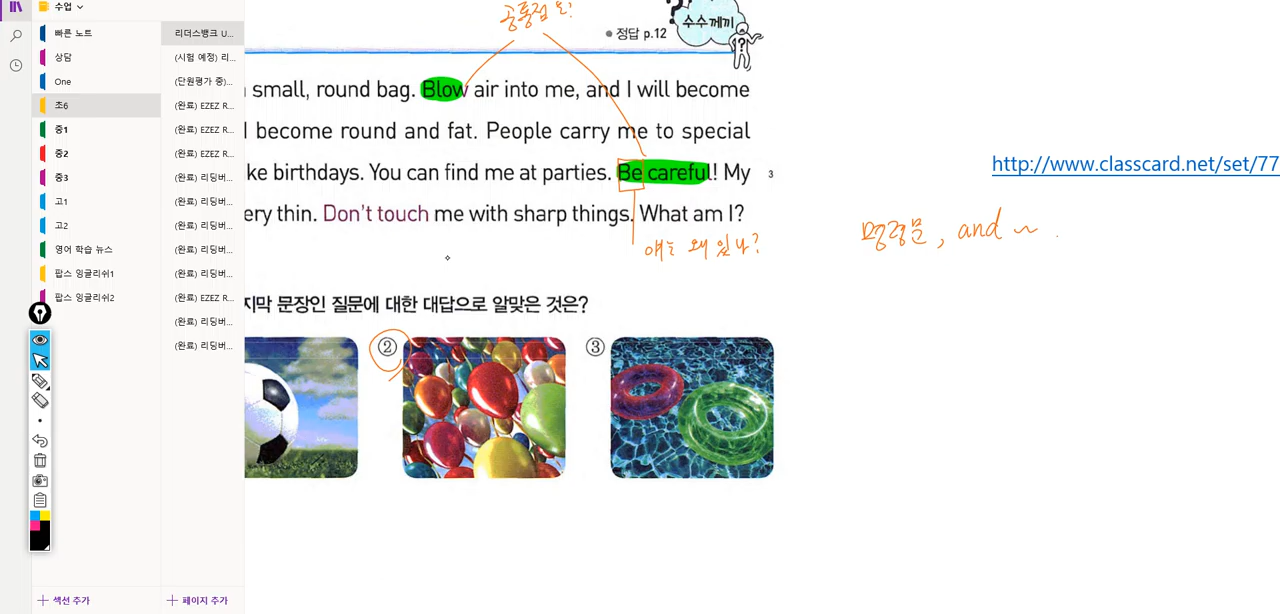 수업
빠른 노트
상담
One
초6
중1
중2
중3
고1
고2
영어 학습 뉴스
팝스 잉글리쉬1
팝스 잉글리쉬2
섹션 추가
리더스뱅크 U...
(시험 예정) 리...
(단원평가 중)...
(완료) EZEZ R...
(완료) EZEZ R...
(완료) EZEZ R...
(완료) 리딩버...
(완료) 리딩버...
(완료) 리딩버...
(완료) 리딩버...
(완료) 리딩버...
(완료) EZEZ R...
(완료) 리딩버...
(완료) 리딩버...
페이지 추가
공통점은?
정답 p.12
수수께끼
small, round bag. Blow air into me, and I will become
I become round and fat. People carry me to special
ke birthdays. You can find me at parties. Be careful! My
3
ery thin. Don't touch me with sharp things. What am I?
얘는 왜 있나?
http://www.classcard.net/set/77
명령문, and ~ .
지막 문장인 질문에 대한 대답으로 알맞은 것은?
②
③